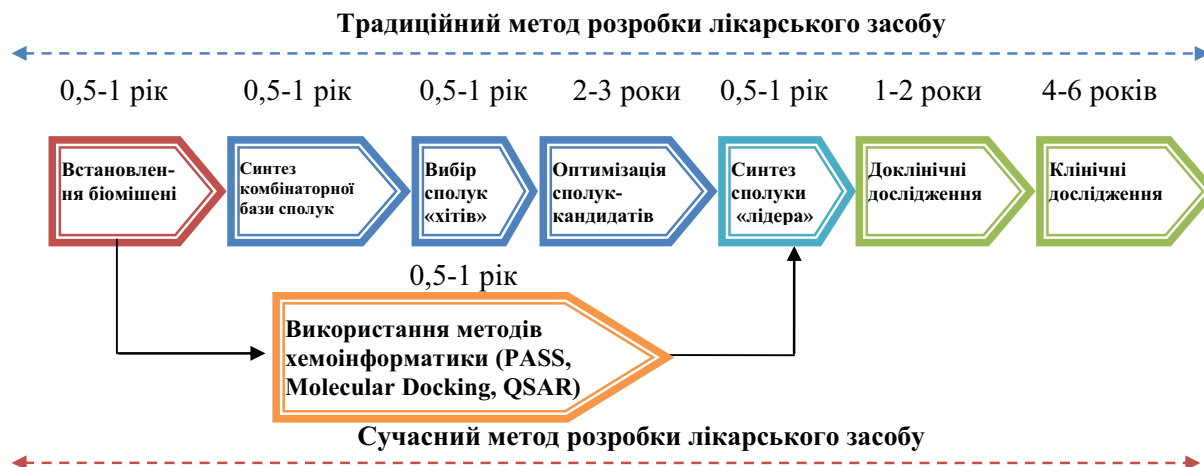 Традиційний метод розробки лікарського засобу
0,5-1 рік
0,5-1 рік
0,5-1 рік
2-3 роки
0,5-1 рік
1-2 роки
4-6 років
Встановлен-
ня біомішені
Синтез
комбінаторної
бази сполук
Вибір
сполук
«хітів»
Оптимізація
сполук-
кандидатів
Синтез
сполуки
«лідера»
Доклінічні
дослідження
Клінічні
дослідження
0,5-1 рік
Використання методів
хемоінформатики (PASS,
Molecular Docking, QSAR)
Сучасний метод розробки лікарського засобу